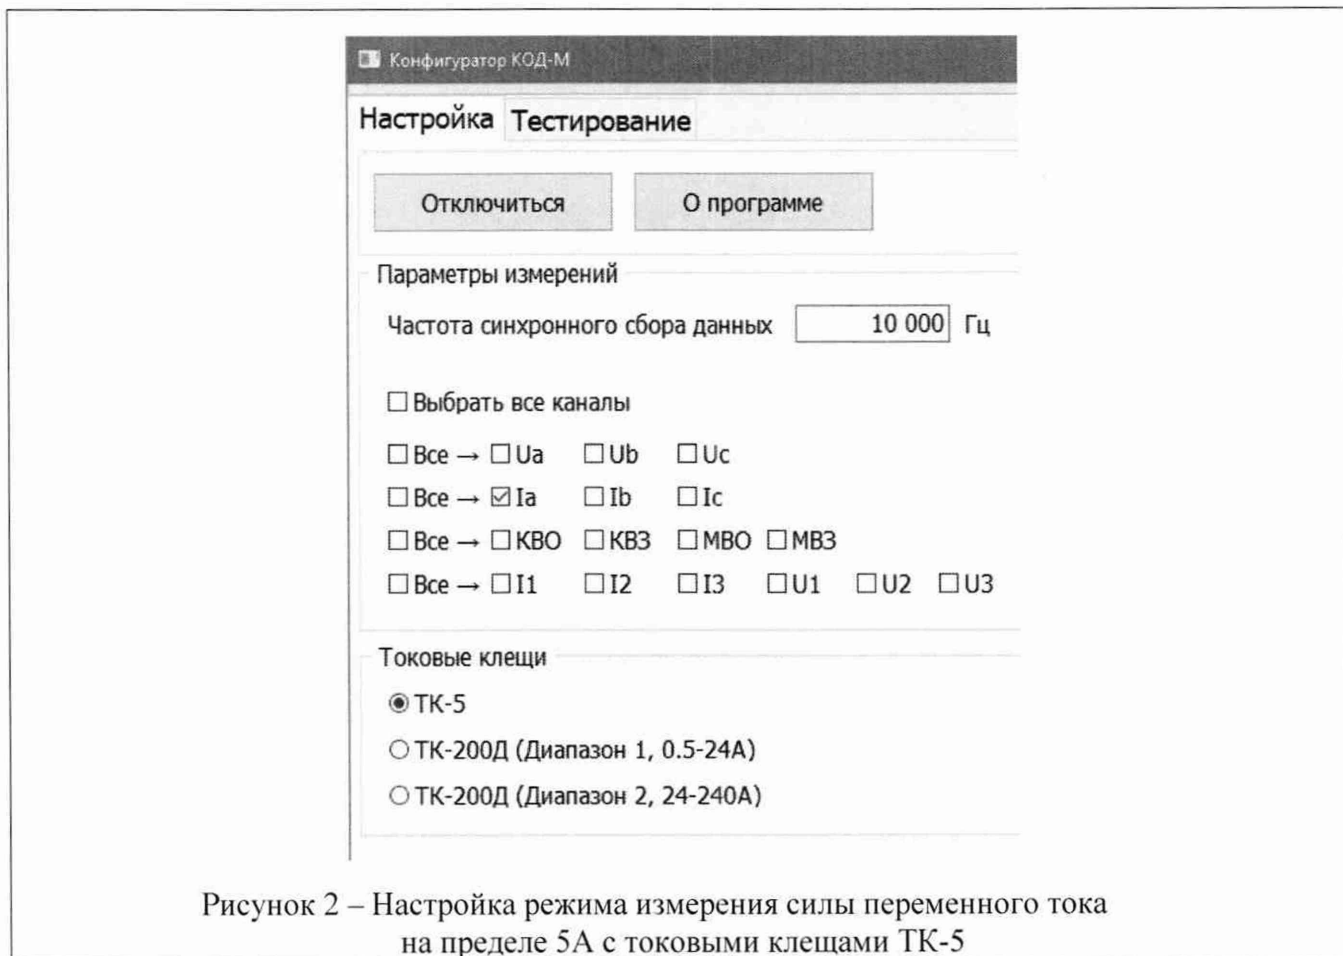 Конфигуратор КОД-М
Настройка Тестирование
Отключиться О программе
Параметры измерений
Частота синхронного сбора данных 10 000 Гц
Выбрать все каналы
Все → Ua Ub Uc
Все → Ia Ib Ic
Все → КВО КВЗ МВО МВЗ
Все → I1 I2 I3 U1 U2 U3
Токовые клещи
ТК-5
ТК-200Д (Диапазон 1, 0.5-24А)
ТК-200Д (Диапазон 2, 24-240А)
Рисунок 2 – Настройка режима измерения силы переменного тока
на пределе 5А с токовыми клещами ТК-5